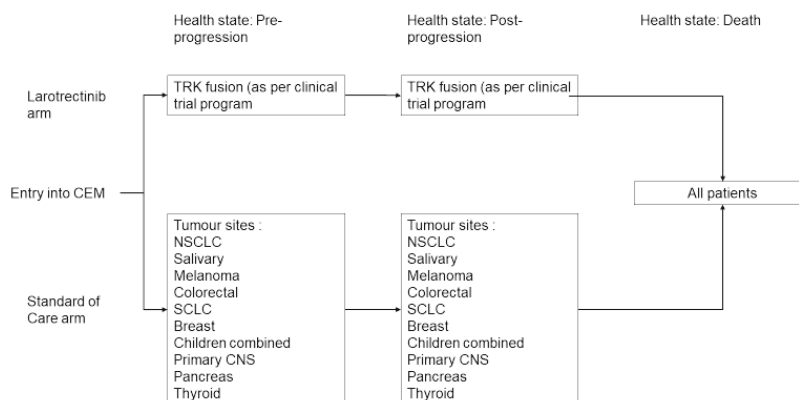 Health state: Pre-
progression
Health state: Post-
progression
Health state: Death
Larotrectinib
arm
TRK fusion (as per clinical
trial program
TRK fusion (as per clinical
trial program
Entry into CEM
All patients
Standard of
Care arm
Tumour sites :
NSCLC
Salivary
Melanoma
Colorectal
SCLC
Breast
Children combined
Primary CNS
Pancreas
Thyroid
Tumour sites :
NSCLC
Salivary
Melanoma
Colorectal
SCLC
Breast
Children combined
Primary CNS
Pancreas
Thyroid